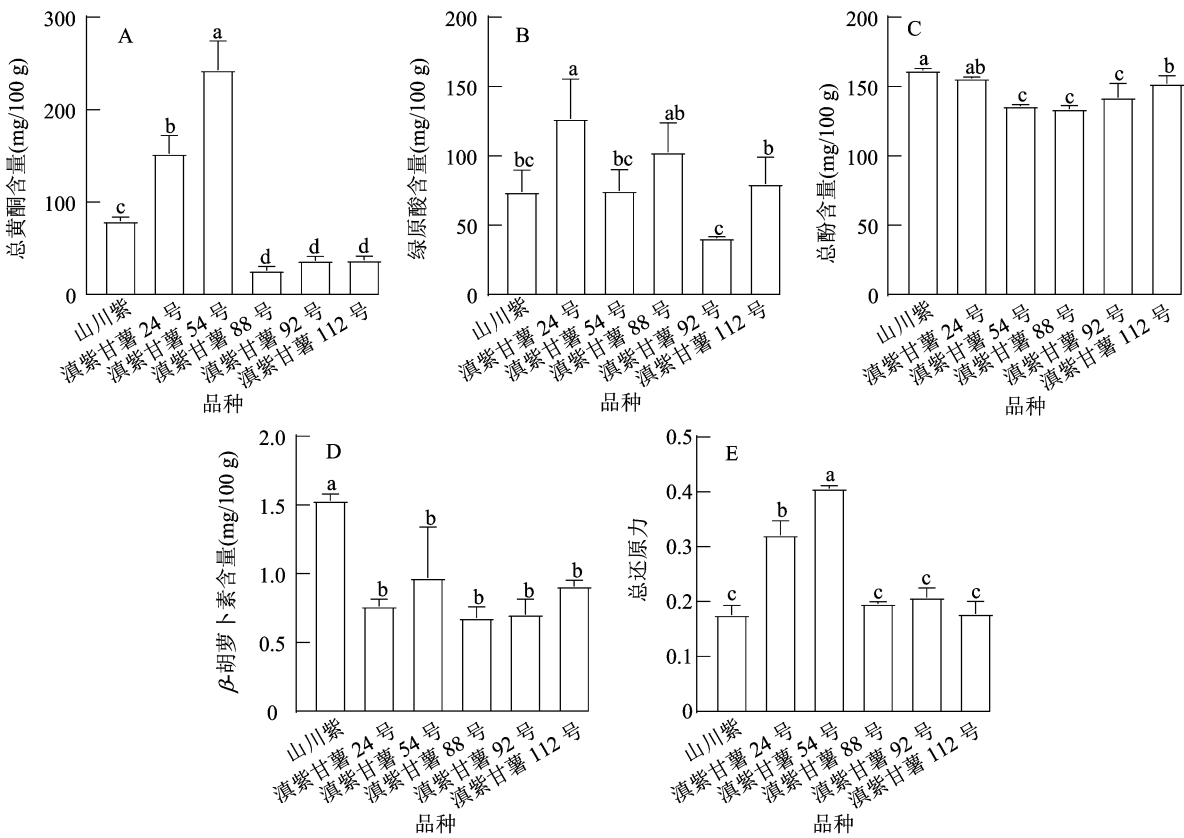 A
总黄酮含量(mg/100 g)
300
200
100
0
c
b
a
d
d
d
山川紫
滇紫甘薯 24 号
滇紫甘薯 54 号
滇紫甘薯 88 号
滇紫甘薯 92 号
滇紫甘薯 112 号
品种
B
绿原酸含量(mg/100 g)
200
150
100
50
0
bc
a
bc
ab
c
b
山川紫
滇紫甘薯 24 号
滇紫甘薯 54 号
滇紫甘薯 88 号
滇紫甘薯 92 号
滇紫甘薯 112 号
品种
C
总酚含量(mg/100 g)
200
150
100
50
0
a
ab
c
c
c
b
山川紫
滇紫甘薯 24 号
滇紫甘薯 54 号
滇紫甘薯 88 号
滇紫甘薯 92 号
滇紫甘薯 112 号
品种
D
β-胡萝卜素含量(mg/100 g)
2.0
1.5
1.0
0.5
0
a
b
b
b
b
b
山川紫
滇紫甘薯 24 号
滇紫甘薯 54 号
滇紫甘薯 88 号
滇紫甘薯 92 号
滇紫甘薯 112 号
品种
E
总还原力
0.5
0.4
0.3
0.2
0.1
0
c
b
a
c
c
c
山川紫
滇紫甘薯 24 号
滇紫甘薯 54 号
滇紫甘薯 88 号
滇紫甘薯 92 号
滇紫甘薯 112 号
品种